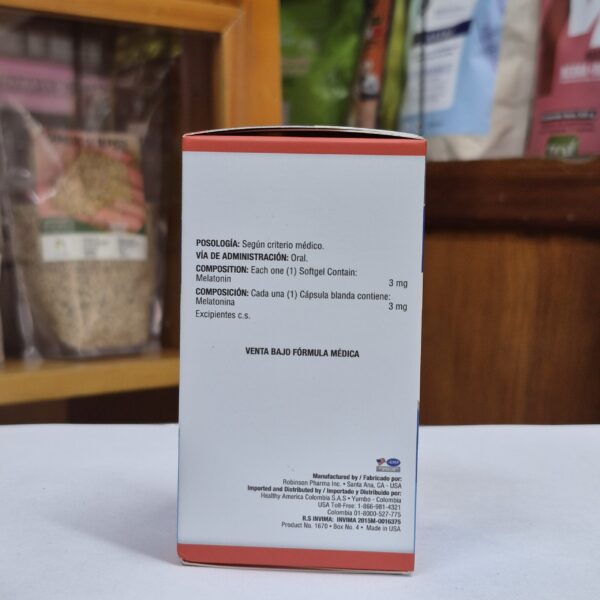 POSOLOGÍA: Según criterio médico.
VÍA DE ADMINISTRACIÓN: Oral.
COMPOSITION: Each one (1) Softgel Contain:
Melatonin 3 mg
COMPOSICIÓN: Cada una (1) Cápsula blanda contiene:
Melatonina 3 mg
Excipientes c.s.
VENTA BAJO FÓRMULA MÉDICA
Manufactured by / Fabricado por:
Robinson Pharma Inc. • Santa Ana, CA - USA
Imported and Distributed by / Importado y Distribuido por:
Healthy America Colombia S.A.S • Yumbo - Colombia
USA Toll-Free: 1-866-981-4321
Colombia 01-8000-527-775
R.S INVIMA: INVIMA 2015M-0016375
Product No. 1670 • Box No. 4 • Made in USA